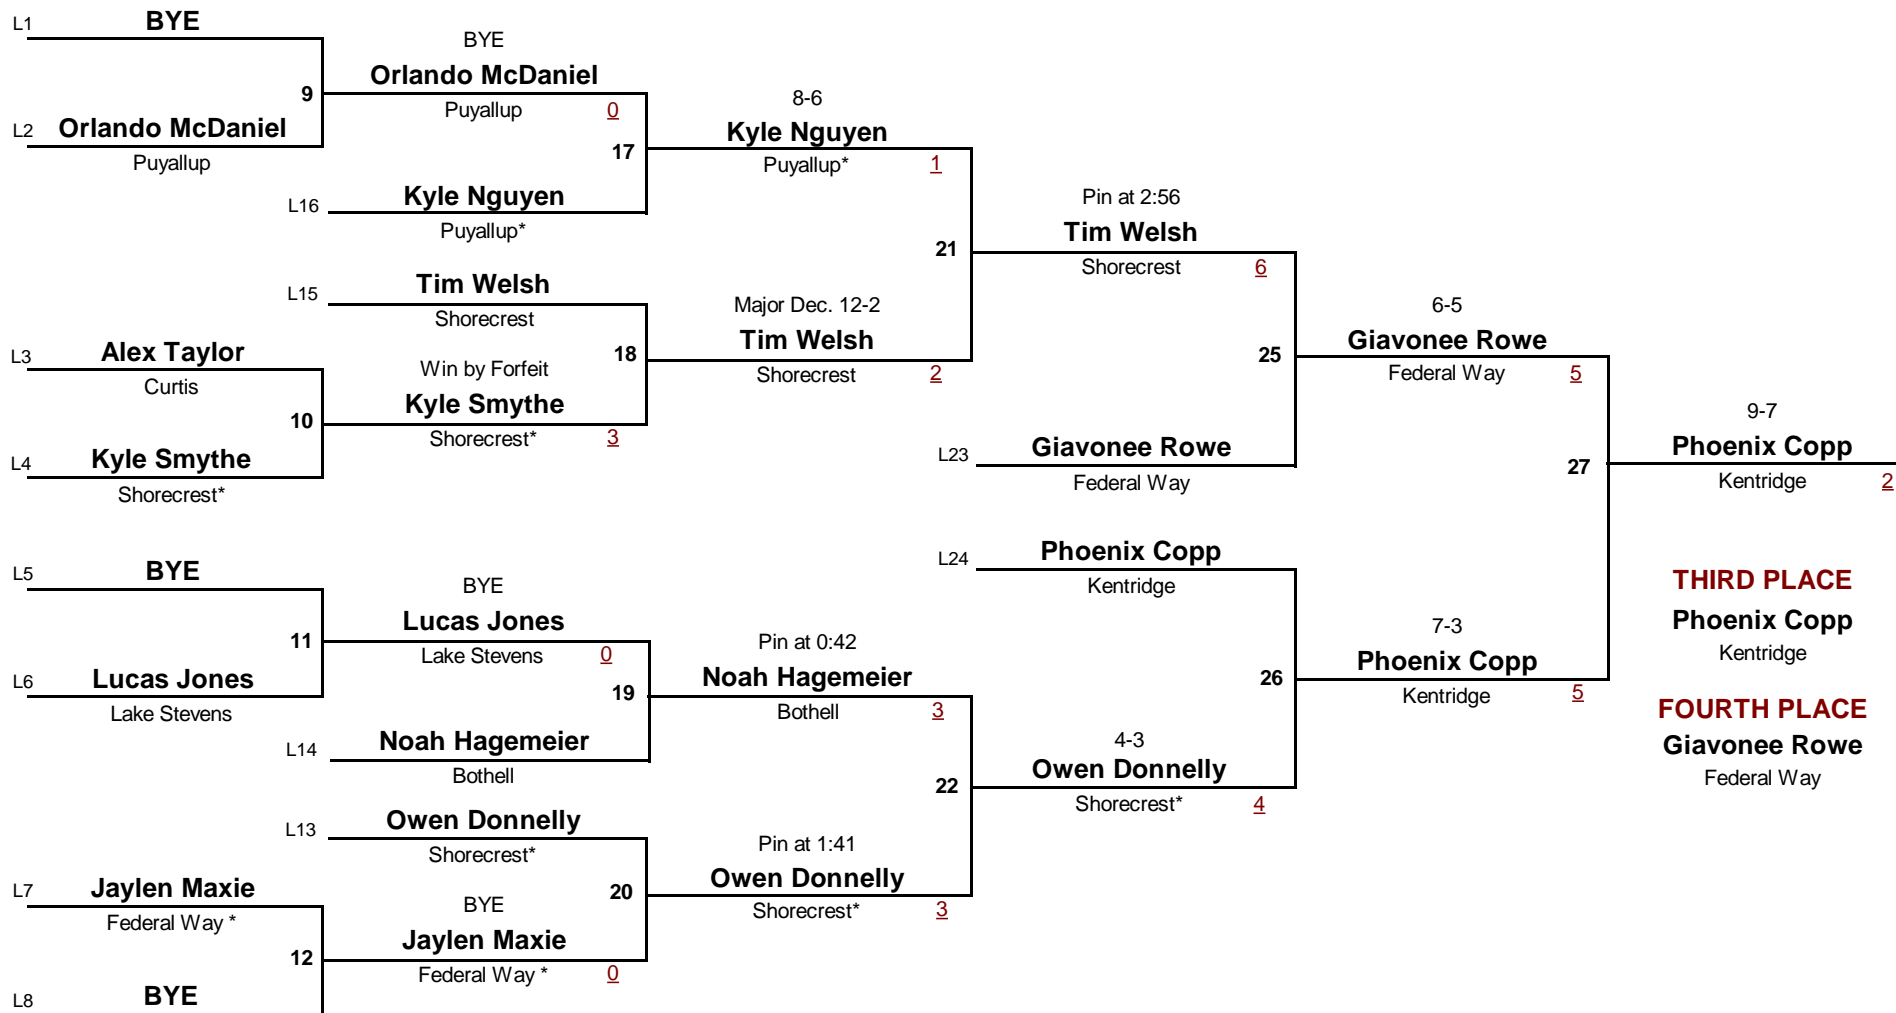 L1 BYE
9
L2 Orlando McDaniel
Puyallup
BYE
Orlando McDaniel
Puyallup 0
17
L16 Kyle Nguyen
Puyallup*
8-6
Kyle Nguyen
Puyallup* 1
21
L15 Tim Welsh
Shorecrest
18
L3 Alex Taylor
Curtis
10
L4 Kyle Smythe
Shorecrest*
Win by Forfeit
Kyle Smythe
Shorecrest* 3
Major Dec. 12-2
Tim Welsh
Shorecrest 2
Pin at 2:56
Tim Welsh
Shorecrest 6
25
L23 Giavonee Rowe
Federal Way
6-5
Giavonee Rowe
Federal Way 5
27
9-7
Phoenix Copp
Kentridge 2
L5 BYE
11
L6 Lucas Jones
Lake Stevens
BYE
Lucas Jones
Lake Stevens 0
19
L14 Noah Hagemeier
Bothell
Pin at 0:42
Noah Hagemeier
Bothell 3
22
L13 Owen Donnelly
Shorecrest*
20
L7 Jaylen Maxie
Federal Way *
12
L8 BYE
BYE
Jaylen Maxie
Federal Way * 0
Pin at 1:41
Owen Donnelly
Shorecrest* 3
L24 Phoenix Copp
Kentridge
26
4-3
Owen Donnelly
Shorecrest* 4
7-3
Phoenix Copp
Kentridge 5
THIRD PLACE
Phoenix Copp
Kentridge
FOURTH PLACE
Giavonee Rowe
Federal Way